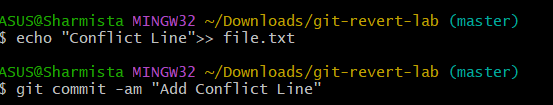 ASUS@Sharmista MINGW32 ~/Downloads/git-revert-lab (master)
$ echo "Conflict Line">> file.txt
ASUS@Sharmista MINGW32 ~/Downloads/git-revert-lab (master)
$ git commit -am "Add Conflict Line"